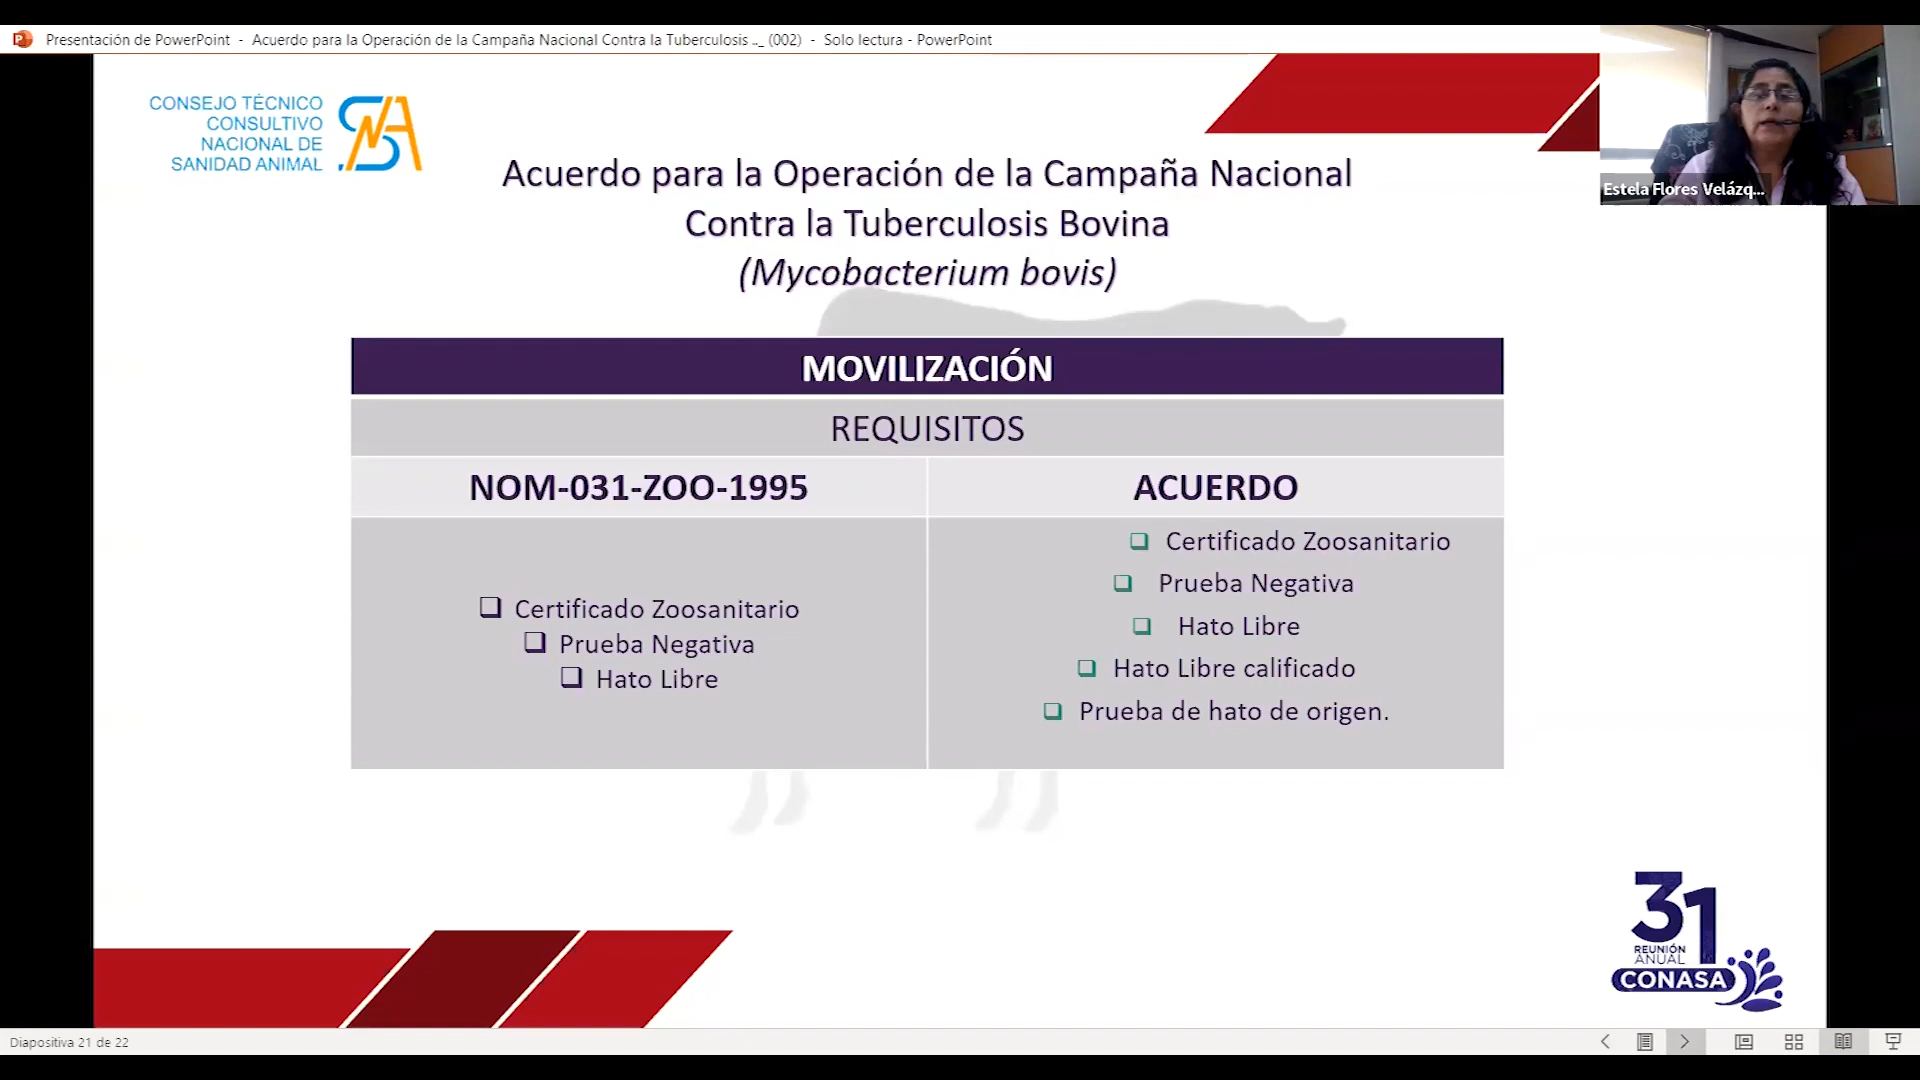 Presentación de PowerPoint - Acuerdo para la Operación de la Campaña Nacional Contra la Tuberculosis .._ (002) - Solo lectura - PowerPoint
CONSEJO TÉCNICO
CONSULTIVO
NACIONAL DE
SANIDAD ANIMAL
Estela Flores Velázq...
Acuerdo para la Operación de la Campaña Nacional
Contra la Tuberculosis Bovina
(Mycobacterium bovis)
MOVILIZACIÓN
REQUISITOS
NOM-031-ZOO-1995
Certificado Zoosanitario
Prueba Negativa
Hato Libre
ACUERDO
Certificado Zoosanitario
Prueba Negativa
Hato Libre
Hato Libre calificado
Prueba de hato de origen.
31
REUNIÓN
ANUAL
CONASA
Diapositiva 21 de 22